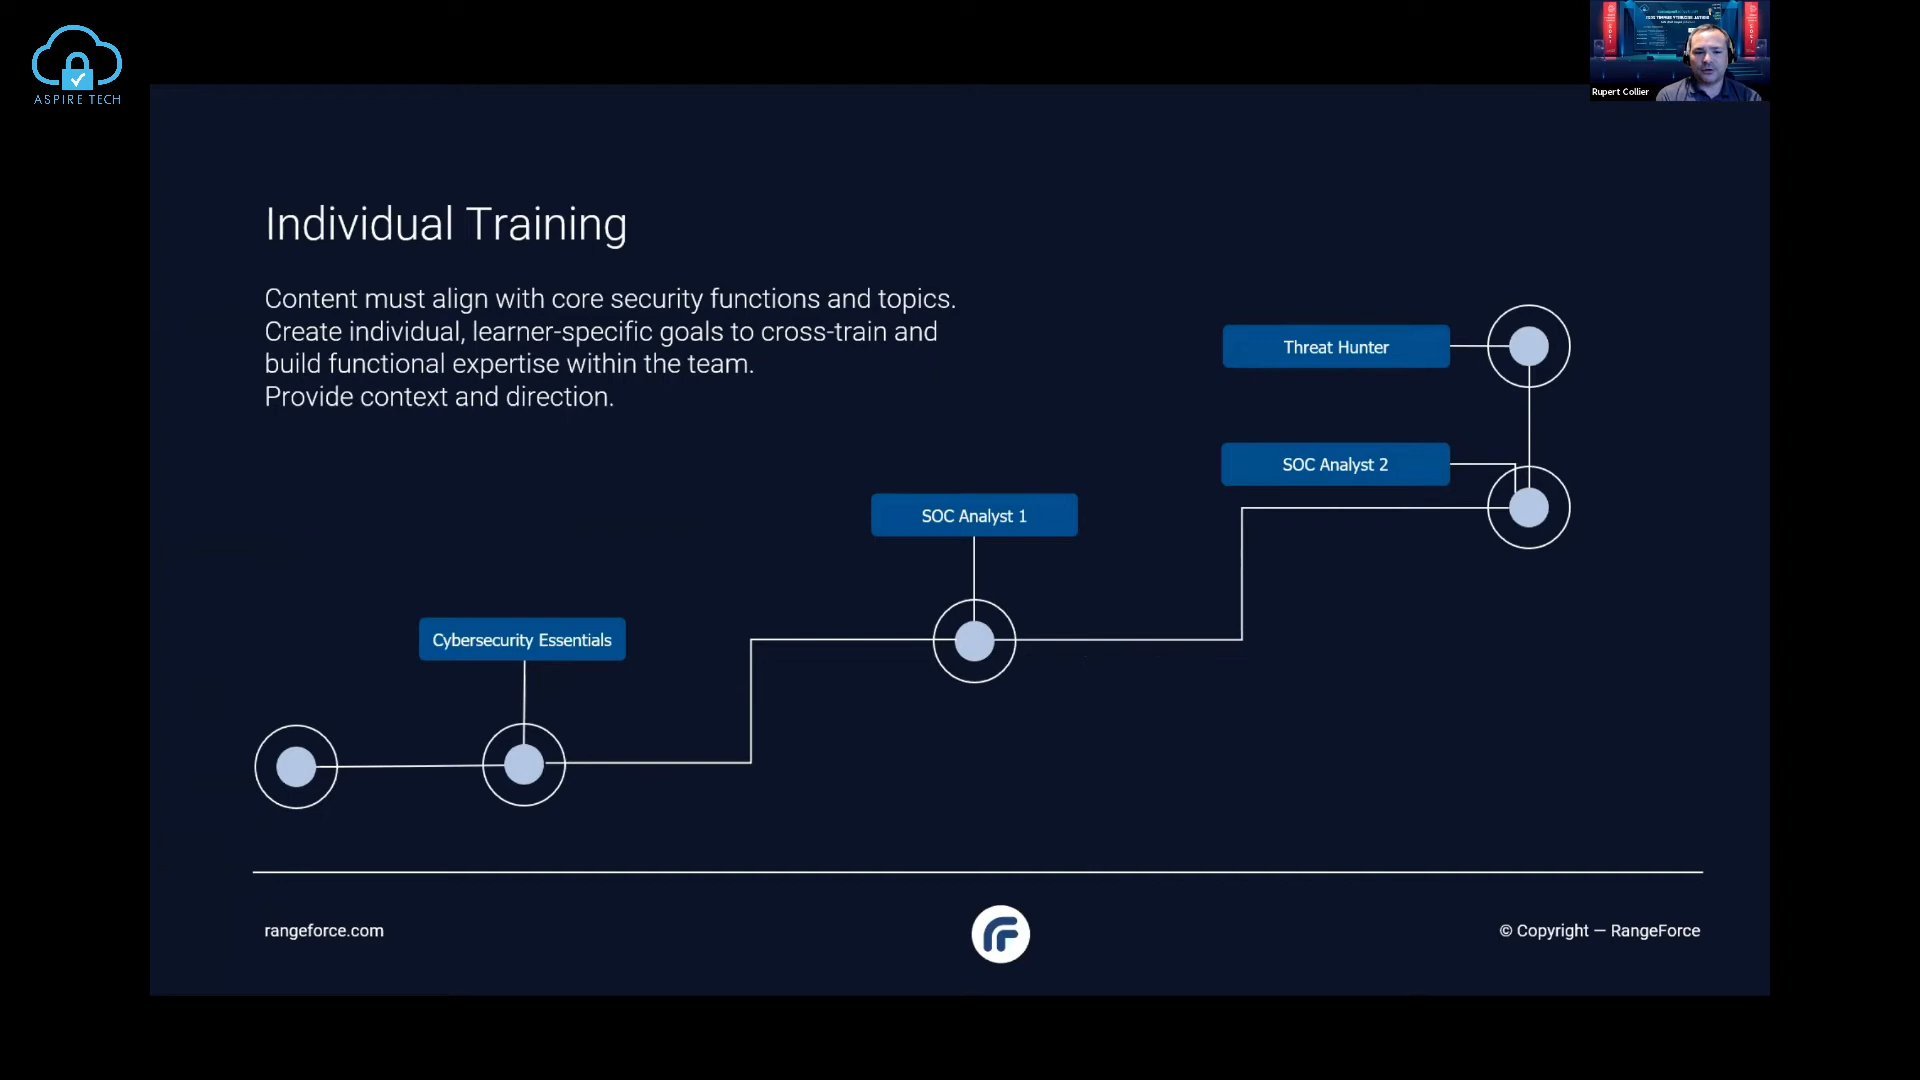 ASPIRE TECH
Rupert Collier
Individual Training
Content must align with core security functions and topics.
Create individual, learner-specific goals to cross-train and
build functional expertise within the team.
Provide context and direction.
Threat Hunter
SOC Analyst 2
SOC Analyst 1
Cybersecurity Essentials
rangeforce.com
© Copyright — RangeForce